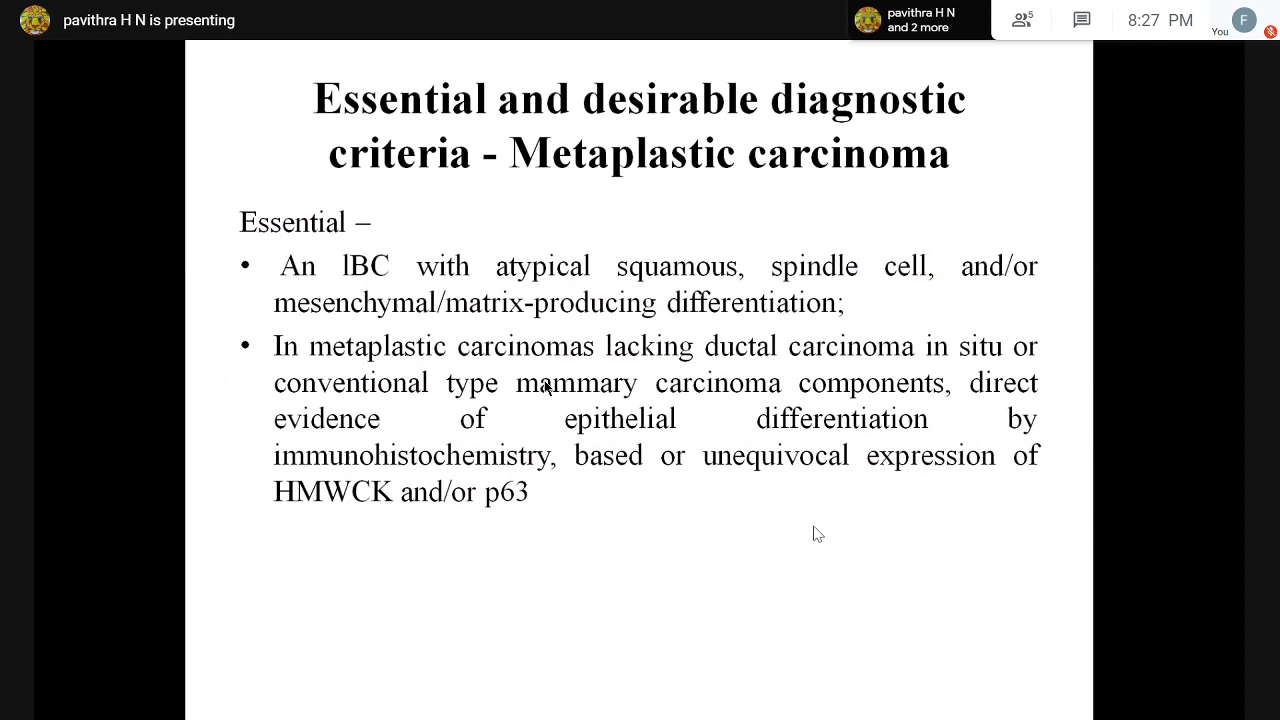 pavithra H N is presenting
pavithra H N
and 2 more
5
8:27 PM
You
F
Essential and desirable diagnostic
criteria - Metaplastic carcinoma
Essential –
• An lBC with atypical squamous, spindle cell, and/or
mesenchymal/matrix-producing differentiation;
• In metaplastic carcinomas lacking ductal carcinoma in situ or
conventional type mammary carcinoma components, direct
evidence of epithelial differentiation by
immunohistochemistry, based or unequivocal expression of
HMWCK and/or p63